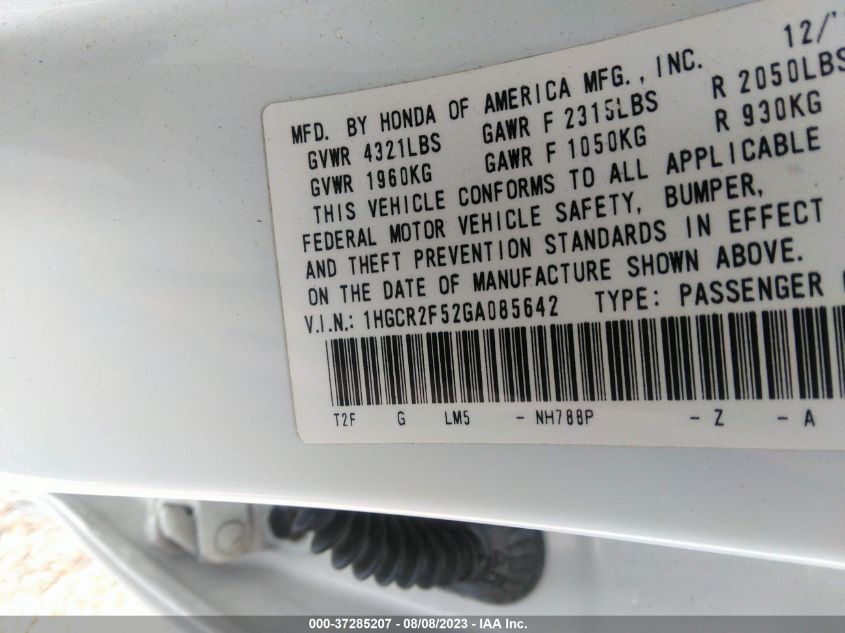 MFD. BY HONDA OF AMERICA MFG., INC. 12/
GVWR 4321LBS GAWR F 2315LBS R 2050LBS
GVWR 1960KG GAWR F 1050KG R 930KG
THIS VEHICLE CONFORMS TO ALL APPLICABLE
FEDERAL MOTOR VEHICLE SAFETY, BUMPER,
AND THEFT PREVENTION STANDARDS IN EFFECT
ON THE DATE OF MANUFACTURE SHOWN ABOVE.
V.I.N.: 1HGCR2F52GA085642 TYPE: PASSENGER
T2F G LM5 - NH788P - Z - A
000-37285207 - 08/08/2023 - IAA Inc.